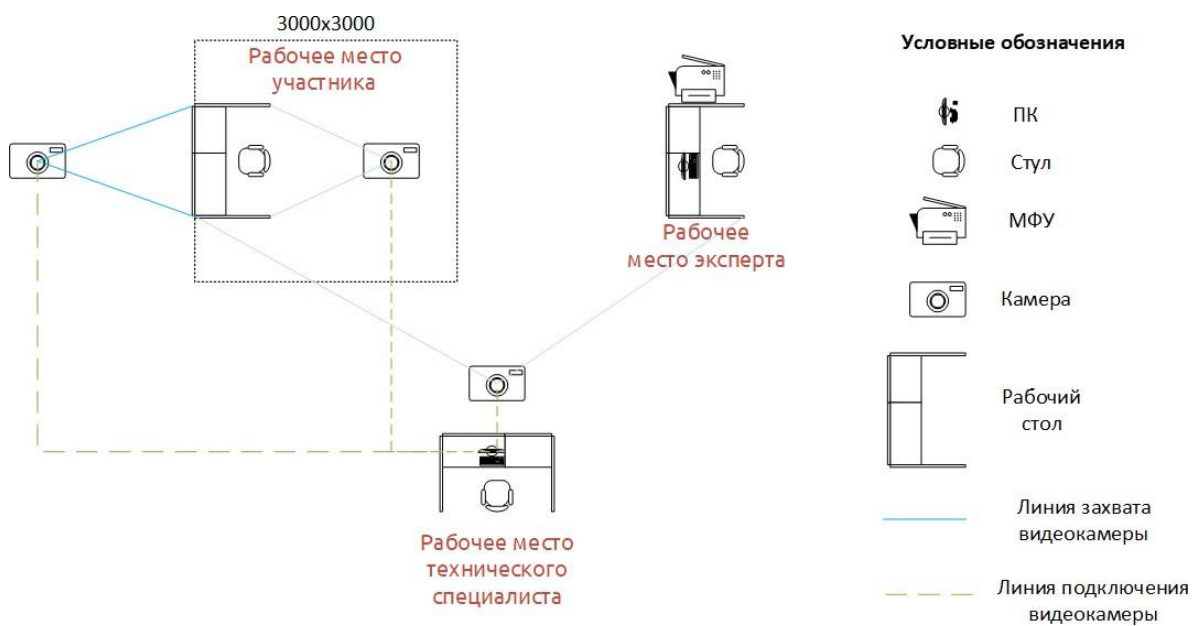 3000x3000
Рабочее место
участника
Рабочее
место эксперта
Рабочее место
технического
специалиста
Условные обозначения
ПК
Стул
МФУ
Камера
Рабочий
стол
Линия захвата
видеокамеры
Линия подключения
видеокамеры